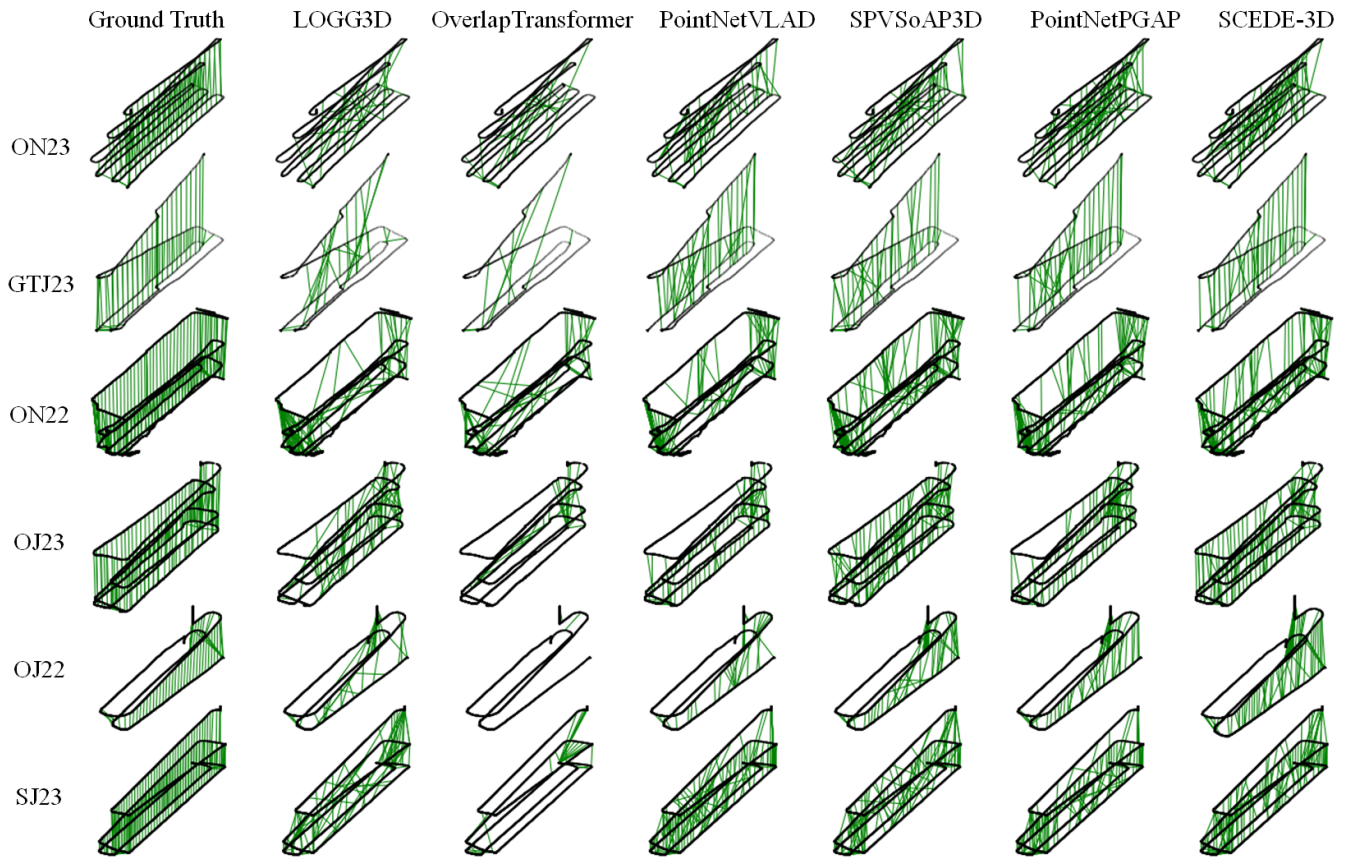 Ground Truth LOGG3D OverlapTransformer PointNetVLAD SPVSoAP3D PointNetPGAP SCEDE-3D
ON23
GTJ23
ON22
OJ23
OJ22
SJ23